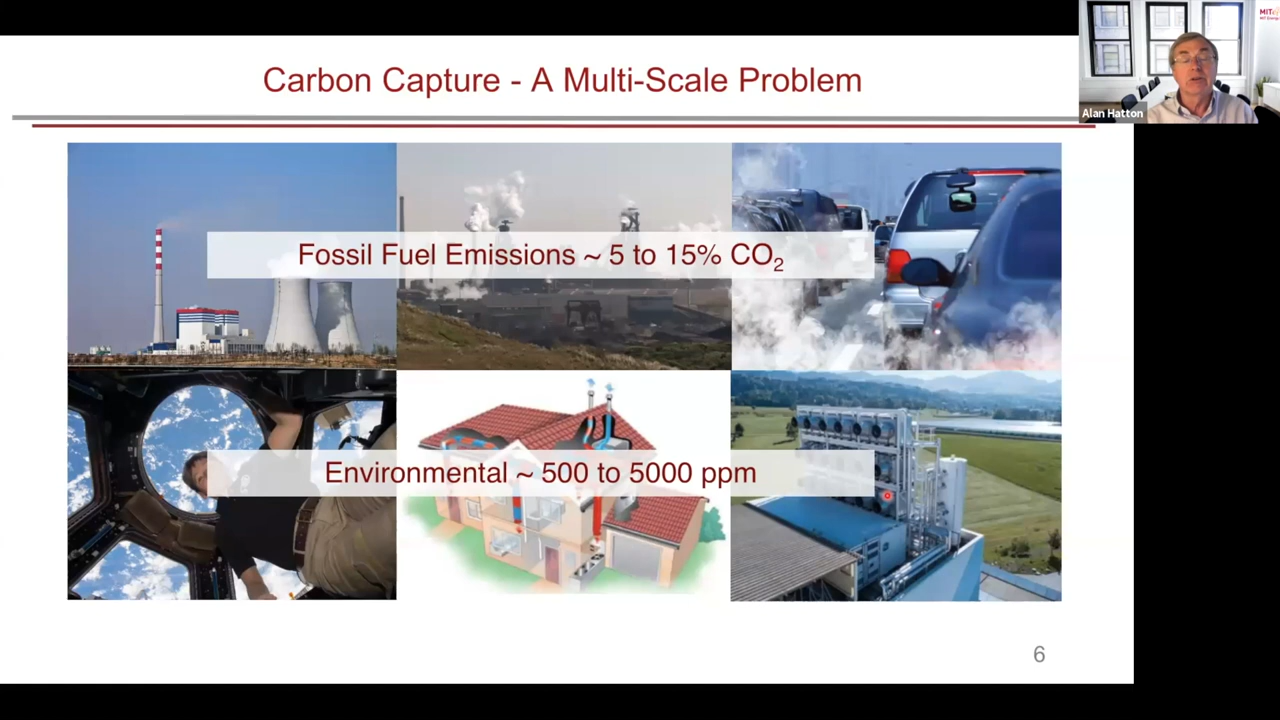 Carbon Capture - A Multi-Scale Problem
MITei
Alan Hatton
Fossil Fuel Emissions ~ 5 to 15% CO₂
Environmental ~ 500 to 5000 ppm
6